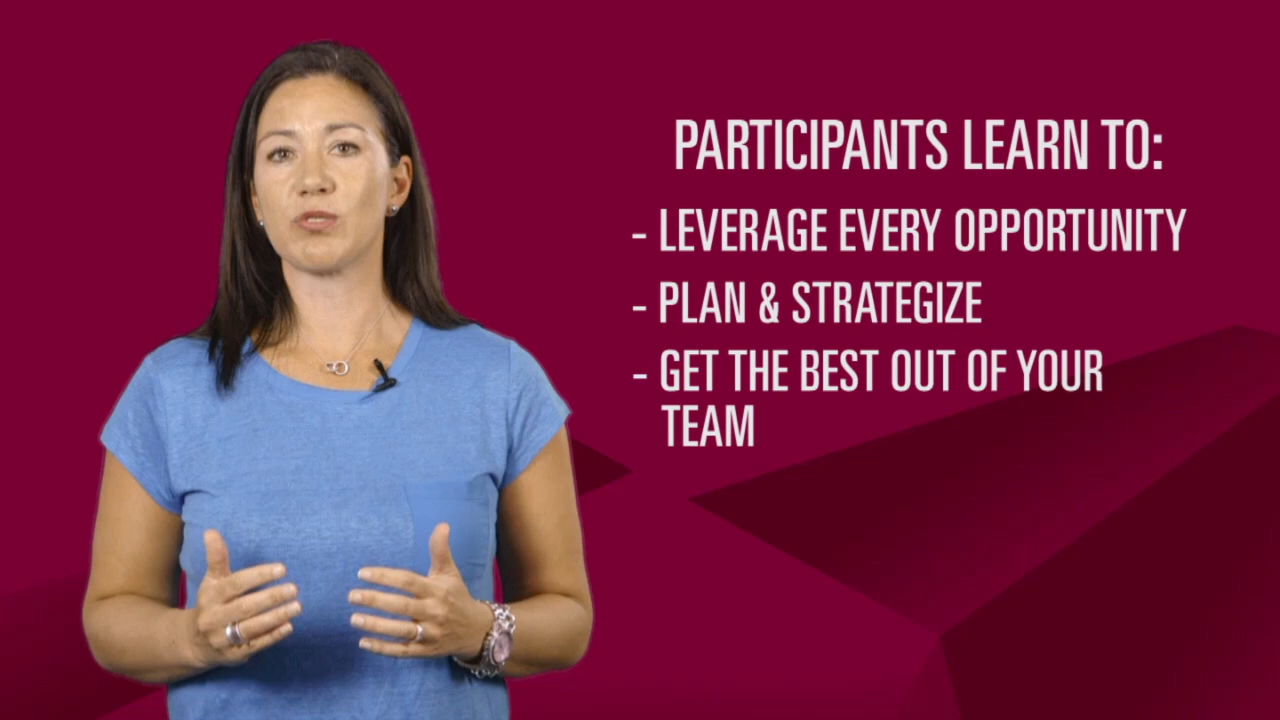 PARTICIPANTS LEARN TO:
- LEVERAGE EVERY OPPORTUNITY
- PLAN & STRATEGIZE
- GET THE BEST OUT OF YOUR
TEAM